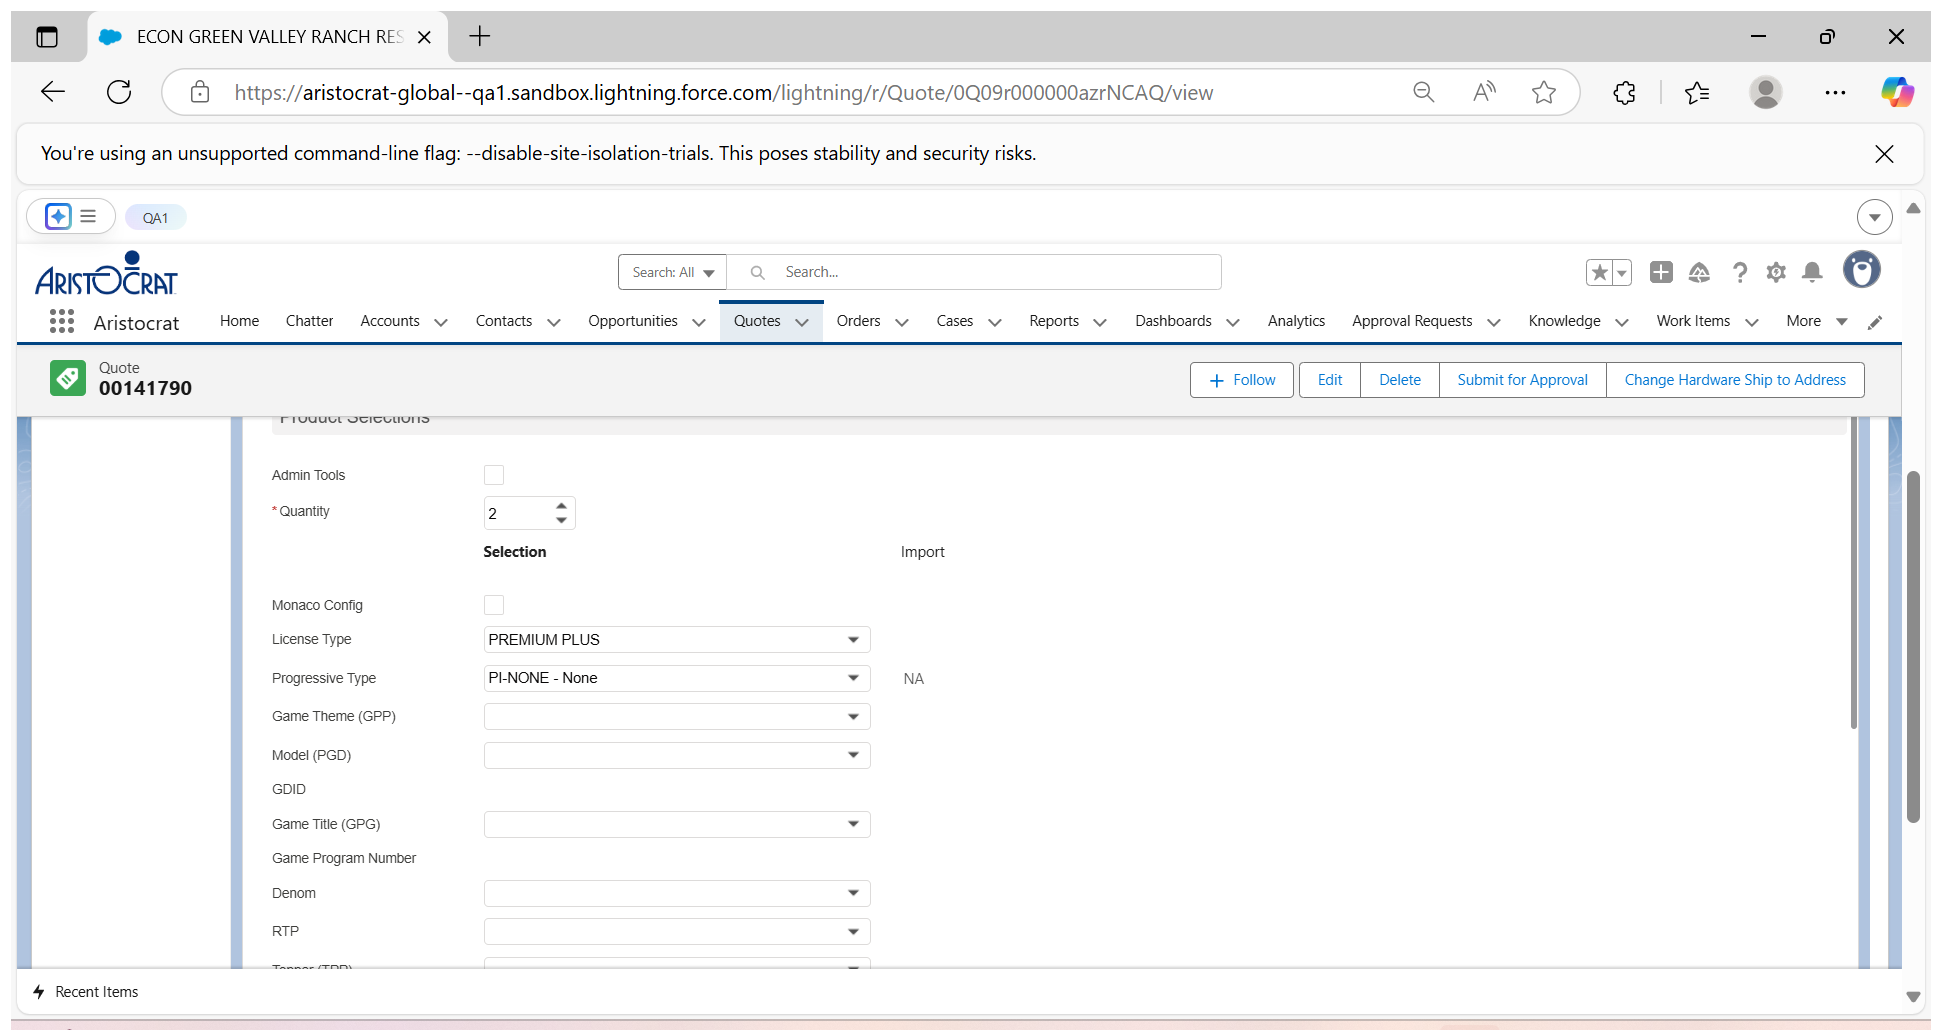 ECON GREEN VALLEY RANCH RES
https://aristocrat-global--qa1.sandbox.lightning.force.com/lightning/r/Quote/0Q09r000000azrNCAQ/view
You're using an unsupported command-line flag: --disable-site-isolation-trials. This poses stability and security risks.
QA1
ARISTOCRAT
Search: All
Search...
Aristocrat
Home Chatter Accounts Contacts Opportunities Quotes Orders Cases Reports Dashboards Analytics Approval Requests Knowledge Work Items More
Quote
00141790
Follow Edit Delete Submit for Approval Change Hardware Ship to Address
Product Selections
Admin Tools
*Quantity 2
Selection Import
Monaco Config
License Type PREMIUM PLUS
Progressive Type PI-NONE - None NA
Game Theme (GPP)
Model (PGD)
GDID
Game Title (GPG)
Game Program Number
Denom
RTP
Topper (TPP)
Recent Items